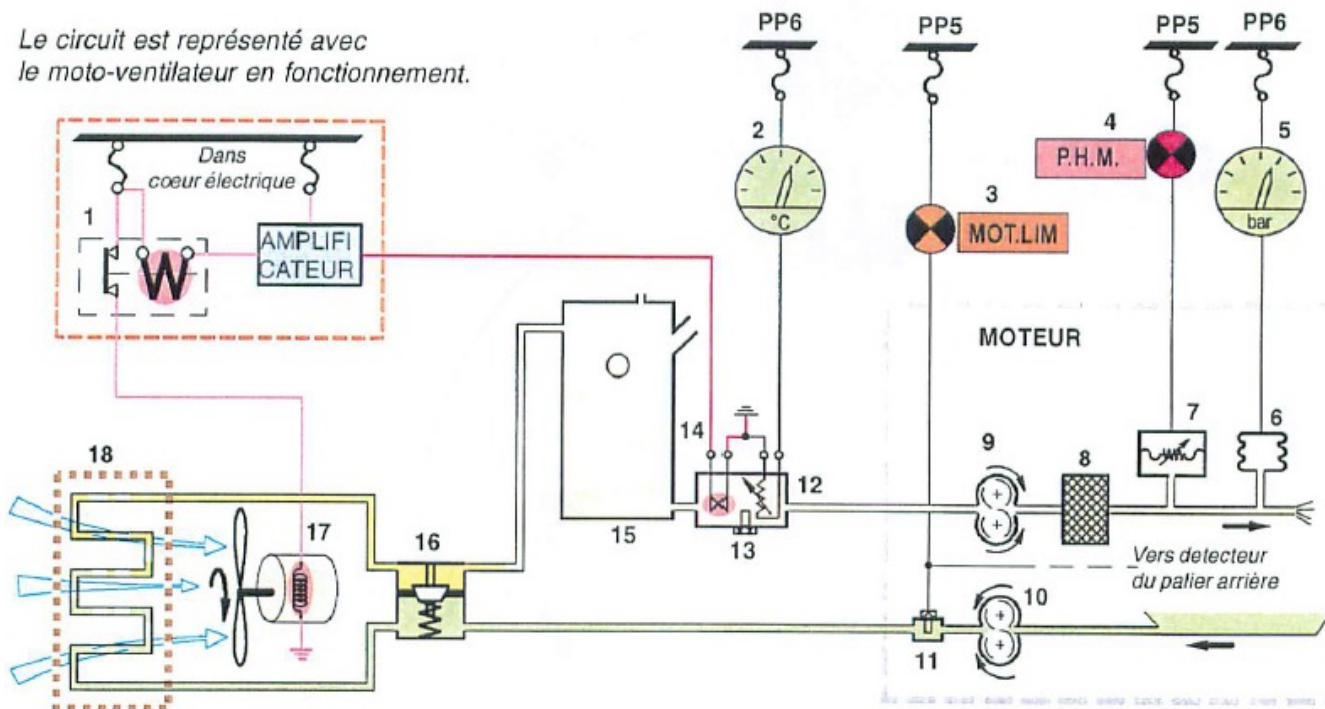 Le circuit est représenté avec
le moto-ventilateur en fonctionnement.
PP6
PP5
PP5
PP6
Dans
coeur électrique
1
W
AMPLIFI
CATEUR
2
°C
3
MOT.LIM
4
P.H.M.
5
bar
MOTEUR
18
17
16
15
14
13
12
9
8
7
6
Vers detecteur
du palier arrière
10
11